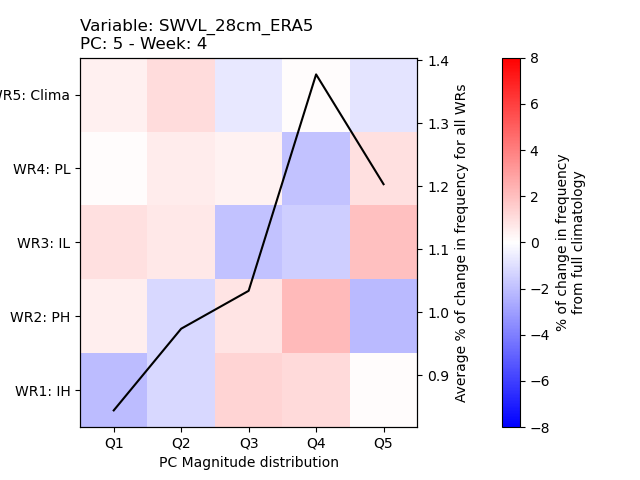 Variable: SWVL_28cm_ERA5
PC: 5 - Week: 4
WR5: Clima
WR4: PL
WR3: IL
WR2: PH
WR1: IH
Q1 Q2 Q3 Q4 Q5
PC Magnitude distribution
1.4
1.3
1.2
1.1
1.0
0.9
Average % of change in frequency for all WRs
8
6
4
2
0
−2
−4
−6
−8
% of change in frequency
from full climatology